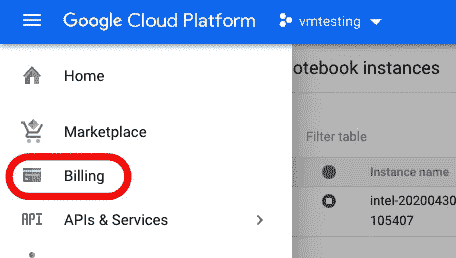 Google Cloud Platform vmtesting
Home
otebook instances
Marketplace
Filter table
Billing
Instance name
intel-20200430
API APIs & Services
105407